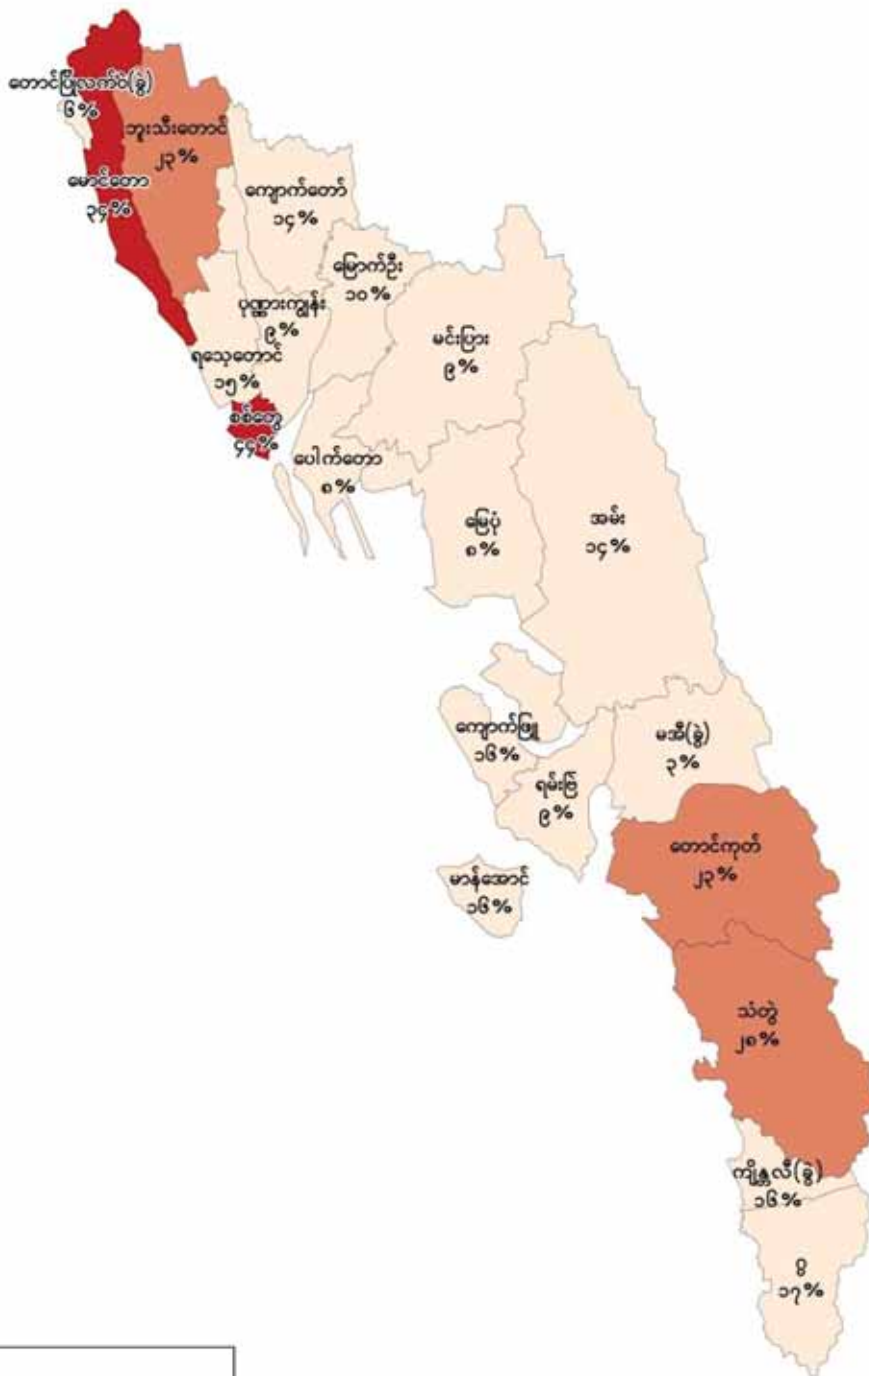 တောင်ပြိုလက်ဝဲ(ခွဲ)
၆%
ဘူးသီးတောင်
၂၃%
မောင်တော
၃၄%
ကျောက်တော်
၁၄%
မြောက်ဦး
၁၀%
ပုဏ္ဏားကျွန်း
၉%
မင်းပြား
၉%
ရသေ့တောင်
၁၅%
စစ်တွေ
၄၄%
ပေါက်တော
၈%
မြေပုံ
၈%
အမ်း
၁၄%
ကျောက်ဖြူ
၁၆%
မအီ(ခွဲ)
၃%
ရမ်းဗြဲ
၉%
တောင်ကုတ်
၂၃%
မာန်အောင်
၁၆%
သံတွဲ
၂၈%
ကျိန္တလီ(ခွဲ)
၁၆%
ဂွ
၁၇%